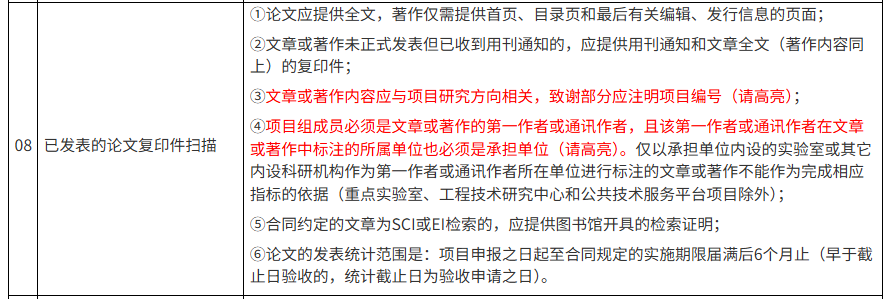 ①论文应提供全文，著作仅需提供首页、目录页和最后有关编辑、发行信息的页面；
②文章或著作未正式发表但已收到用刊通知的，应提供用刊通知和文章全文（著作内容同
上）的复印件；
③文章或著作内容应与项目研究方向相关，致谢部分应注明项目编号（请高亮）；
08 已发表的论文复印件扫描
④项目组成员必须是文章或著作的第一作者或通讯作者，且该第一作者或通讯作者在文章
或著作中标注的所属单位也必须是承担单位（请高亮）。仅以承担单位内设的实验室或其它
内设科研机构作为第一作者或通讯作者所在单位进行标注的文章或著作不能作为完成相应
指标的依据（重点实验室、工程技术研究中心和公共技术服务平台项目除外）；
⑤合同约定的文章为SCI或EI检索的，应提供图书馆开具的检索证明；
⑥论文的发表统计范围是：项目申报之日起至合同规定的实施期限届满后6个月止（早于截
止日验收的，统计截止日为验收申请之日）。